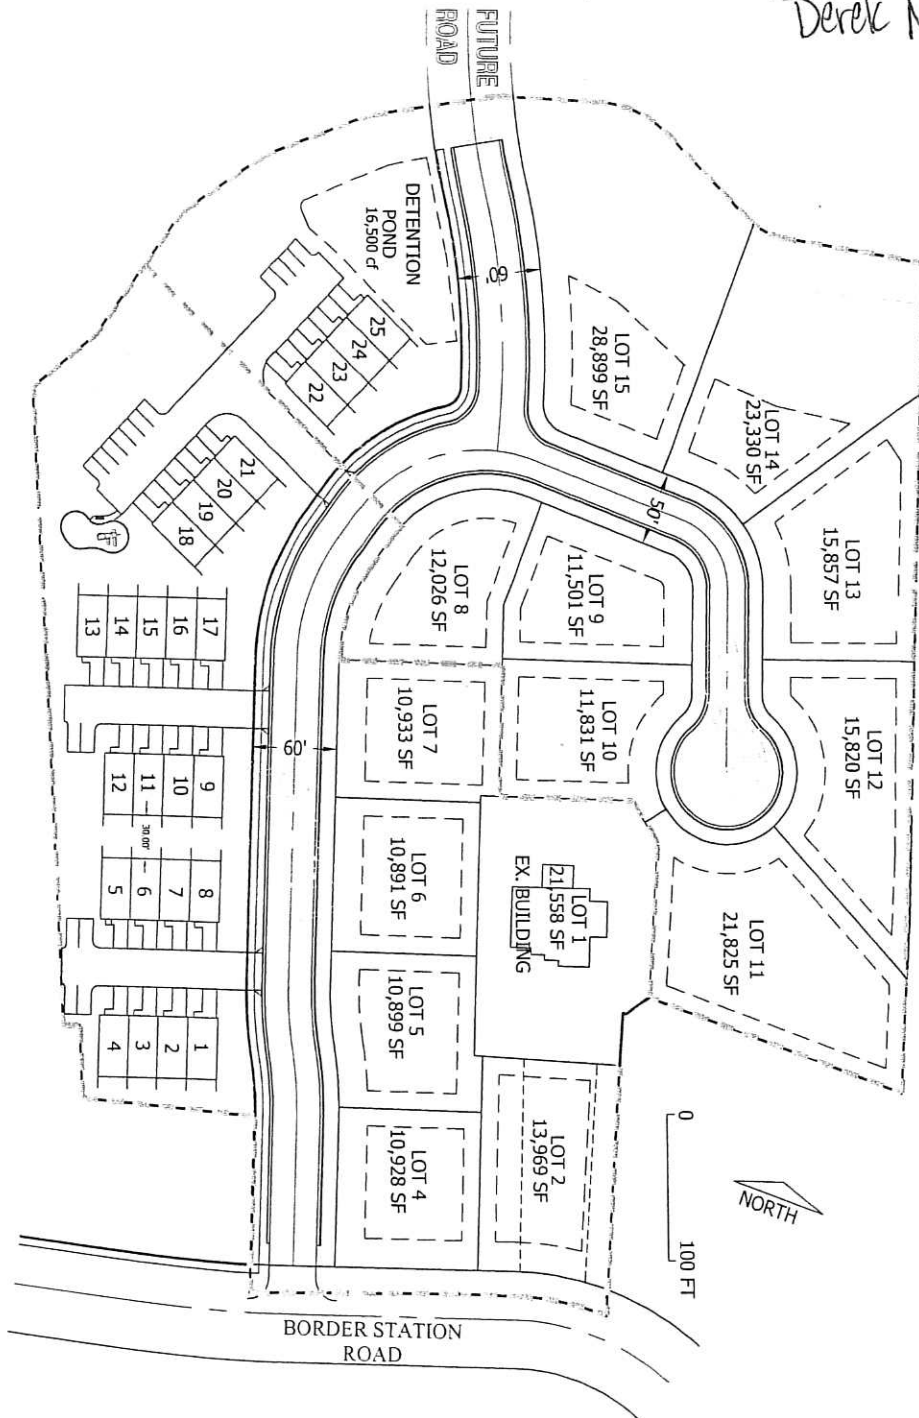 Derek
FUTURE
ROAD
DETENTION
POND
16,500 cf
60'
LOT 15
28,899 SF
LOT 14
23,330 SF
LOT 13
15,857 SF
50'
LOT 8
12,026 SF
LOT 9
11,501 SF
LOT 12
15,820 SF
LOT 7
10,933 SF
LOT 10
11,831 SF
LOT 6
10,891 SF
LOT 1
21,558 SF
EX. BUILDING
LOT 11
21,825 SF
LOT 5
10,899 SF
LOT 4
10,928 SF
LOT 2
13,969 SF
25
24
23
22
21
20
19
18
17
16
15
14
13
60'
9
10
11
12
30.00'
8
7
6
5
1
2
3
4
0
100 FT
NORTH
BORDER STATION
ROAD